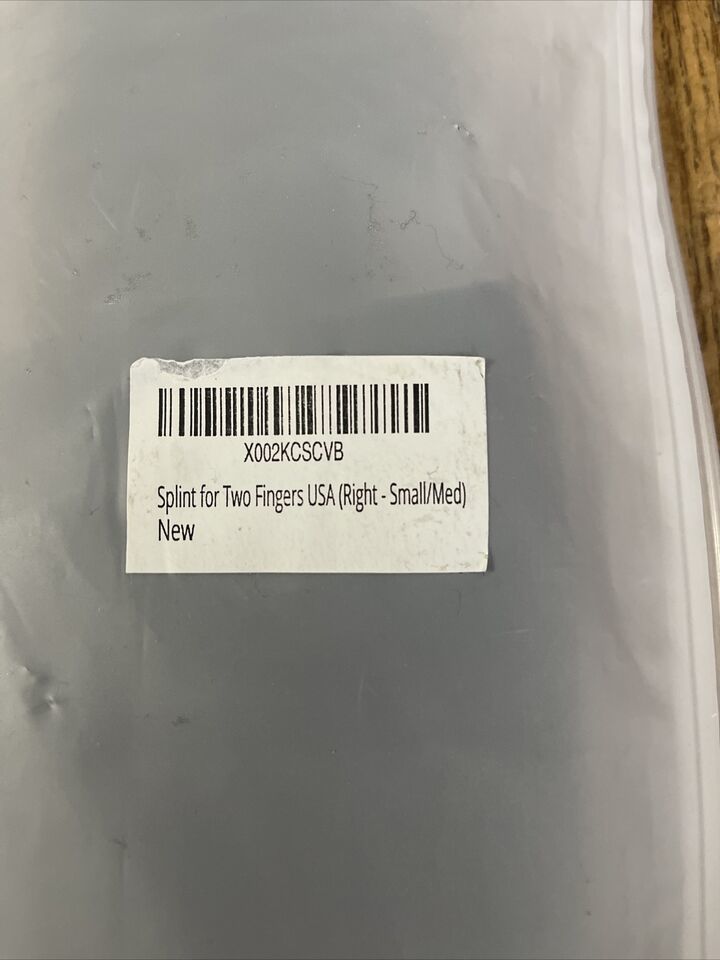 X002KCSCVB
Splint for Two Fingers USA (Right - Small/Med)
New